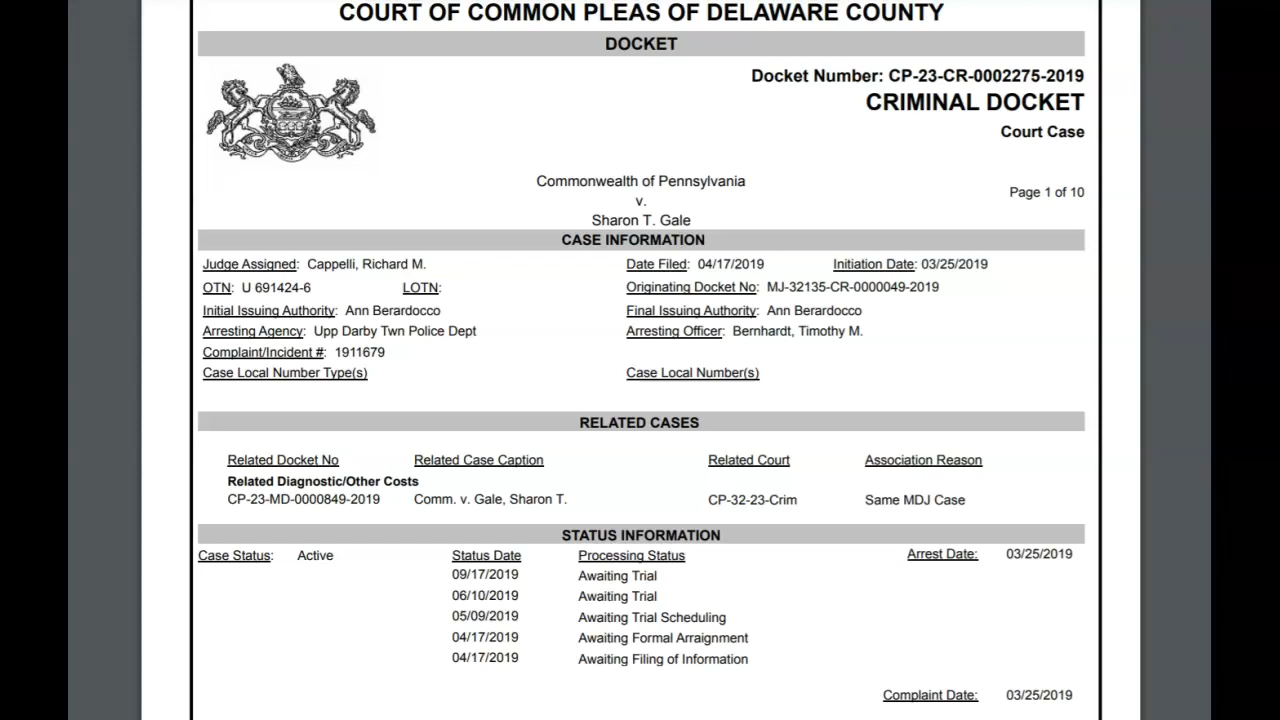 COURT OF COMMON PLEAS OF DELAWARE COUNTY
DOCKET
Docket Number: CP-23-CR-0002275-2019
CRIMINAL DOCKET
Court Case
Commonwealth of Pennsylvania
Page 1 of 10
v.
Sharon T. Gale
CASE INFORMATION
Judge Assigned: Cappelli, Richard M. Date Filed: 04/17/2019 Initiation Date: 03/25/2019
OTN: U 691424-6 LOTN: Originating Docket No: MJ-32135-CR-0000049-2019
Initial Issuing Authority: Ann Berardocco Final Issuing Authority: Ann Berardocco
Arresting Agency: Upp Darby Twn Police Dept Arresting Officer: Bernhardt, Timothy M.
Complaint/Incident #: 1911679
Case Local Number Type(s) Case Local Number(s)
RELATED CASES
Related Docket No Related Case Caption Related Court Association Reason
Related Diagnostic/Other Costs
CP-23-MD-0000849-2019 Comm. v. Gale, Sharon T. CP-32-23-Crim Same MDJ Case
STATUS INFORMATION
Case Status: Active Status Date Processing Status Arrest Date: 03/25/2019
09/17/2019 Awaiting Trial
06/10/2019 Awaiting Trial
05/09/2019 Awaiting Trial Scheduling
04/17/2019 Awaiting Formal Arraignment
04/17/2019 Awaiting Filing of Information
Complaint Date: 03/25/2019